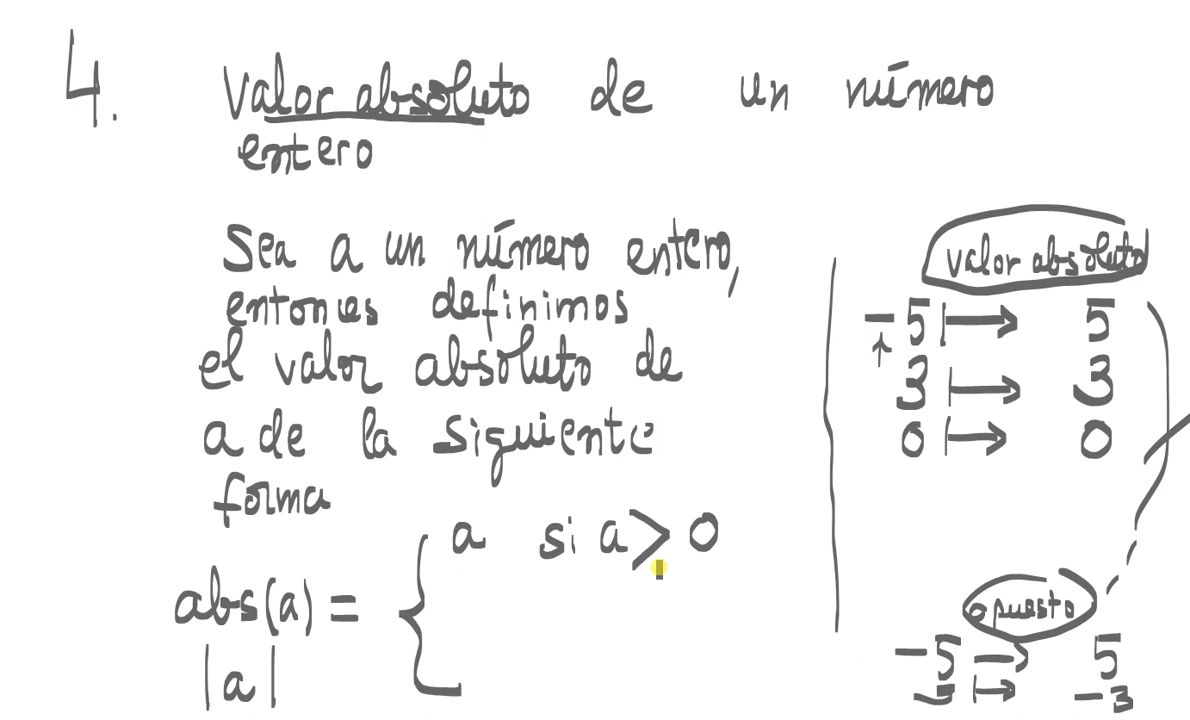 4. Valor absoluto de un número
entero
Sea a un número entero,
entonces definimos
el valor absoluto de
a de la siguiente
forma
abs(a) = { a si a > 0
|a|
valor absoluto
-5 ↦ 5
3 ↦ 3
0 ↦ 0
opuesto
-5 → 5
3 ↦ -3